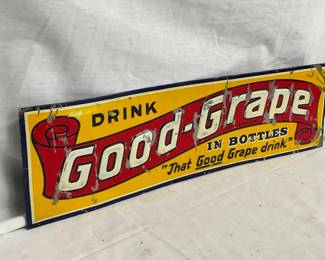 DRINK
Good-Grape
IN BOTTLES
"That Good Grape drink"